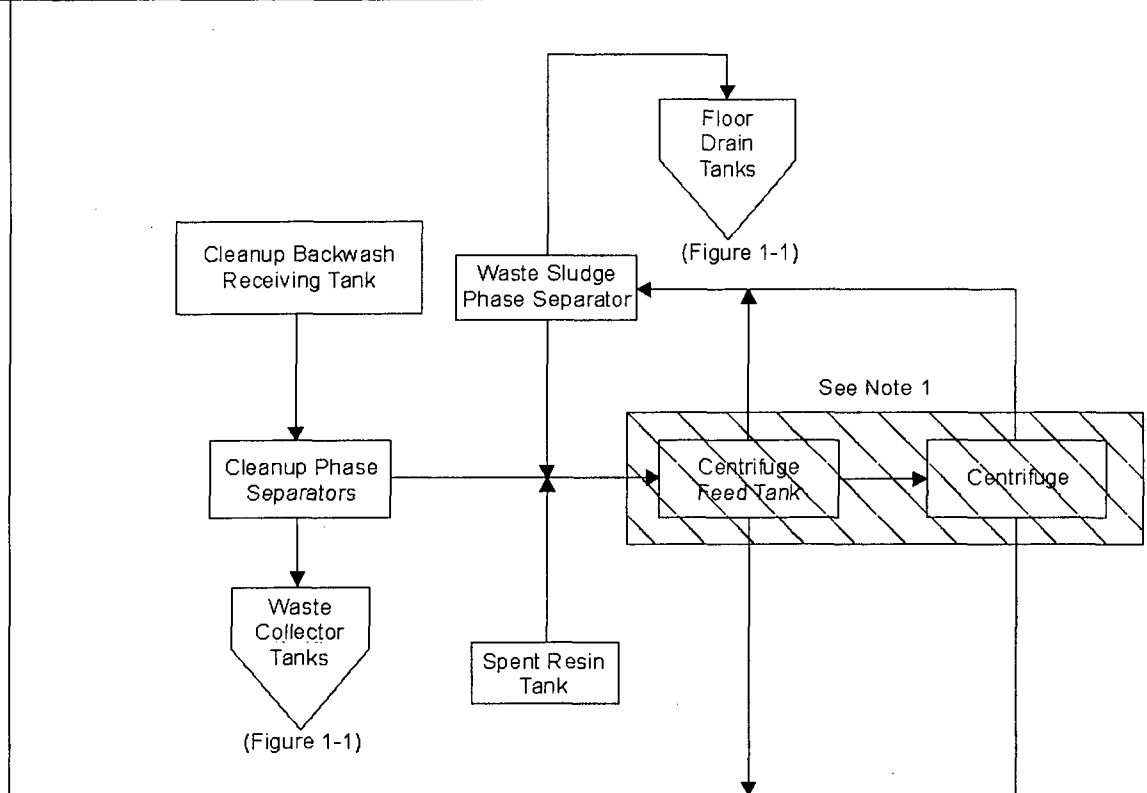 Floor
Drain
Tanks
(Figure 1-1)
Cleanup Backwash
Receiving Tank
Waste Sludge
Phase Separator
See Note 1
Cleanup Phase
Separators
Centrifuge
Feed Tank
Centrifuge
Waste
Collector
Tanks
(Figure 1-1)
Spent Resin
Tank